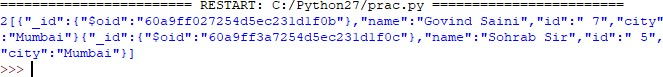 ======================== RESTART: C:/Python27/prac.py ========================
2[{"_id":{"$oid":"60a9ff027254d5ec231d1f0b"},"name":"Govind Saini","id":" 7","city
":"Mumbai"}{"_id":{"$oid":"60a9ff3a7254d5ec231d1f0c"},"name":"Sohrab Sir","id":" 5",
"city":"Mumbai"}]
>>>